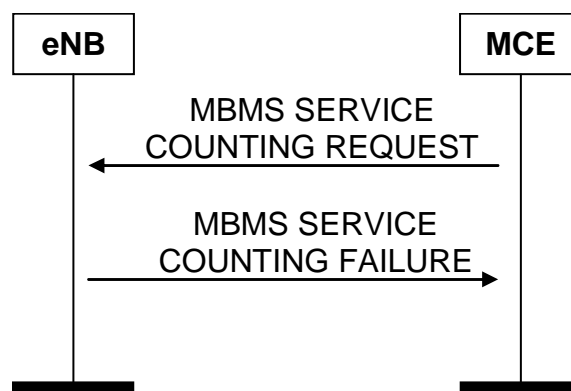 eNB
MCE
MBMS SERVICE
COUNTING REQUEST
MBMS SERVICE
COUNTING FAILURE